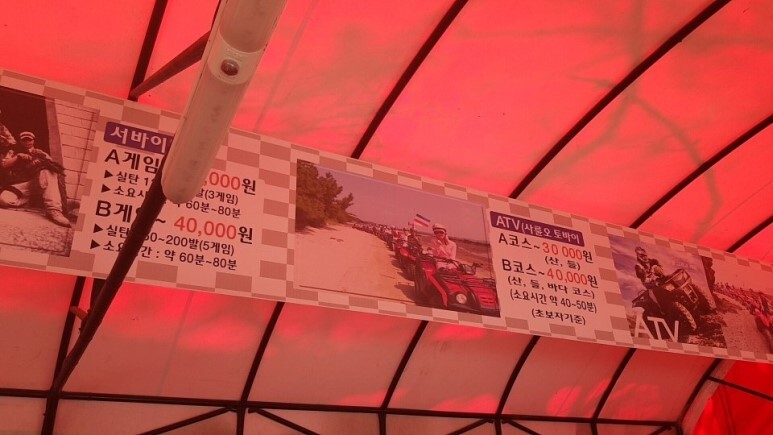 서바이
A게임 ,000원
▶실탄 (3게임)
▶소요시 약 60분~80분
B게 ~ 40,000원
▶실탄 ~200발(5게임)
▶소요시간 : 약 60분~80분
ATV(사륜오토바이
A코스~30,000원
(산, 들)
B코스~40,000원
(산, 들, 바다 코스)
(소요시간 약 40~50분)
(초보자기준)
ATV